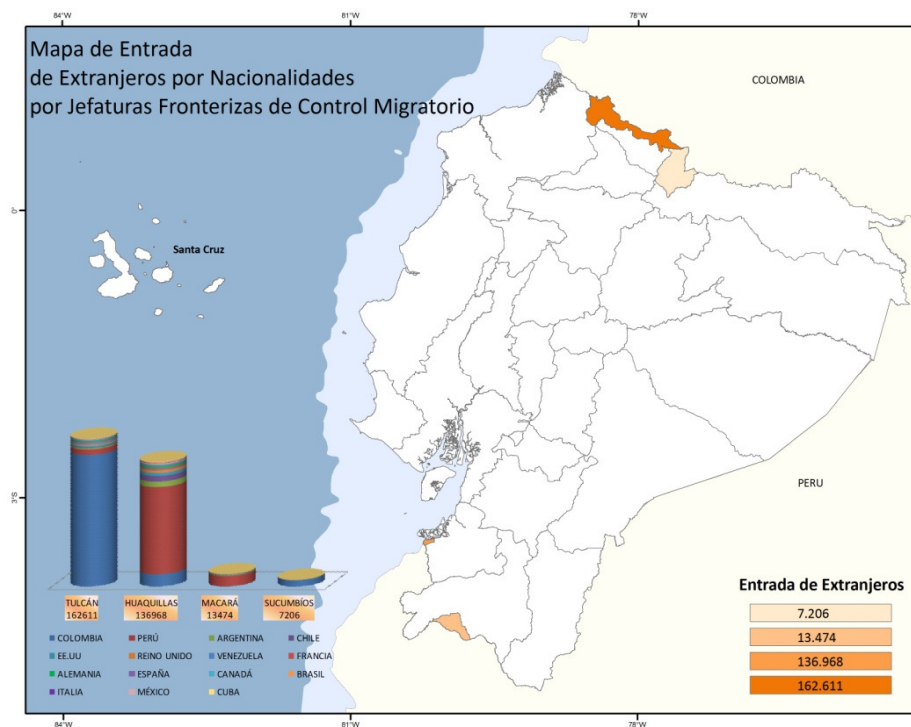 84°W
81°W
78°W
Mapa de Entrada
de Extranjeros por Nacionalidades
por Jefaturas Fronterizas de Control Migratorio
COLOMBIA
0°
Santa Cruz
3°S
PERU
TULCÁN
162611
HUAQUILLAS
136968
MACARÁ
13474
SUCUMBÍOS
7206
COLOMBIA
PERÚ
ARGENTINA
CHILE
EE.UU
REINO UNIDO
VENEZUELA
FRANCIA
ALEMANIA
ESPAÑA
CANADÁ
BRASIL
ITALIA
MÉXICO
CUBA
Entrada de Extranjeros
7.206
13.474
136.968
162.611
84°W
81°W
78°W